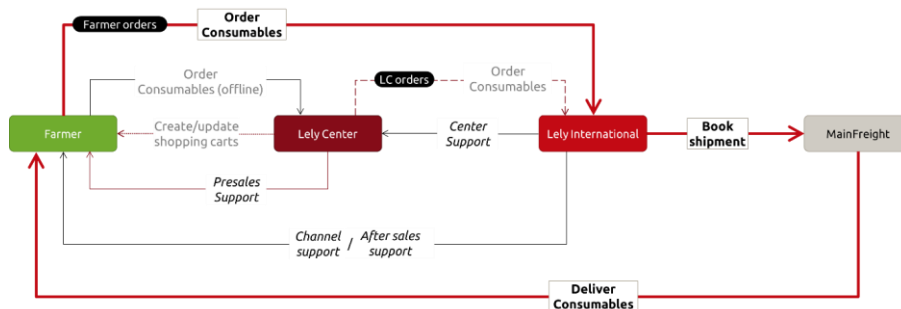 Farmer orders
Order
Consumables
Order
Consumables (offline)
LC orders
Order
Consumables
Farmer
Create/update
shopping carts
Lely Center
Center
Support
Lely International
Book
shipment
MainFreight
Presales
Support
Channel
support
/
After sales
support
Deliver
Consumables